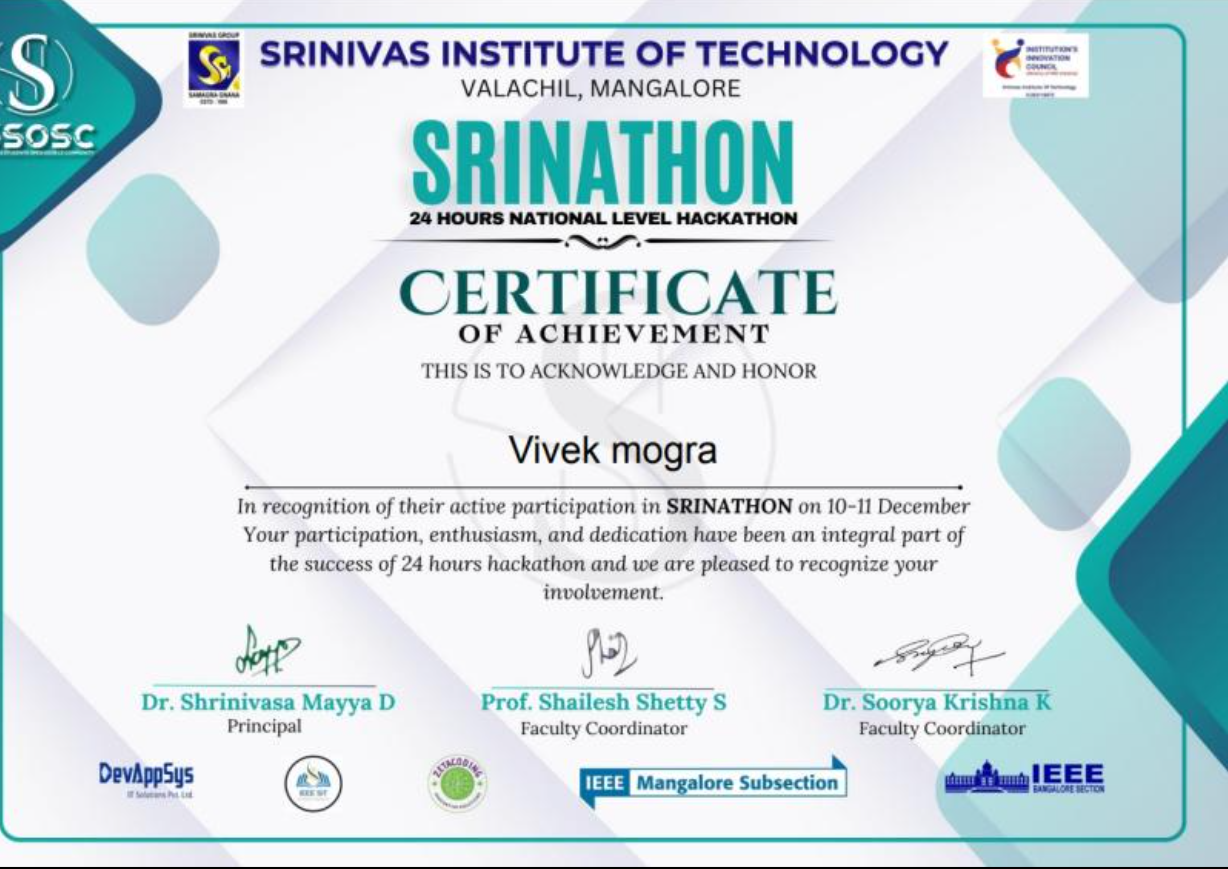 SRINIVAS GROUP
SAMAGRA GNANA
SRINIVAS INSTITUTE OF TECHNOLOGY
VALACHIL, MANGALORE
INSTITUTION'S
INNOVATION
COUNCIL
Srinivas Institute Of Technology
SOSC
SRINATHON
24 HOURS NATIONAL LEVEL HACKATHON
CERTIFICATE
OF ACHIEVEMENT
THIS IS TO ACKNOWLEDGE AND HONOR
Vivek mogra
In recognition of their active participation in SRINATHON on 10-11 December
Your participation, enthusiasm, and dedication have been an integral part of
the success of 24 hours hackathon and we are pleased to recognize your
involvement.
Dr. Shrinivasa Mayya D
Principal
Prof. Shailesh Shetty S
Faculty Coordinator
Dr. Soorya Krishna K
Faculty Coordinator
DevAppSys
IT Solutions Pvt. Ltd.
IEEE SIT
ZETACODING
IEEE Mangalore Subsection
IEEE
BANGALORE SECTION